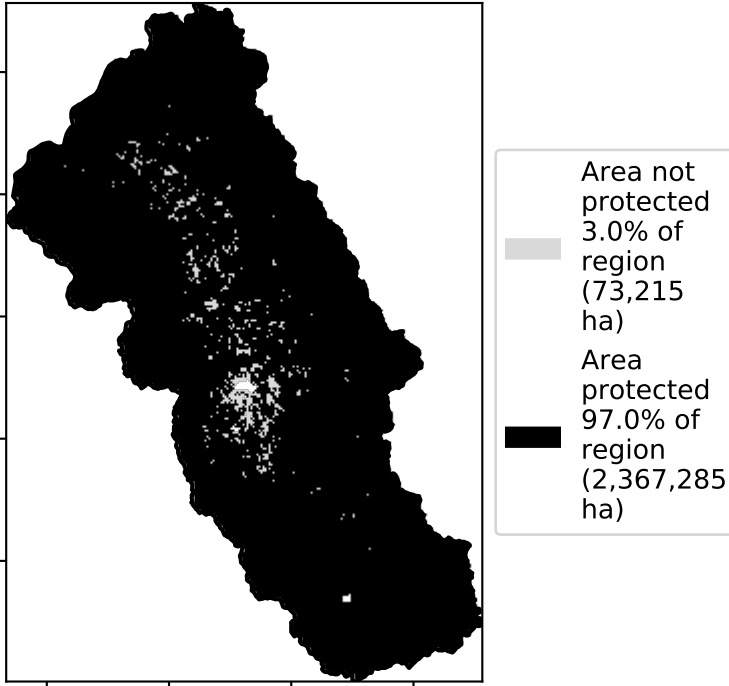 Area not
protected
3.0% of
region
(73,215
ha)
Area
protected
97.0% of
region
(2,367,285
ha)